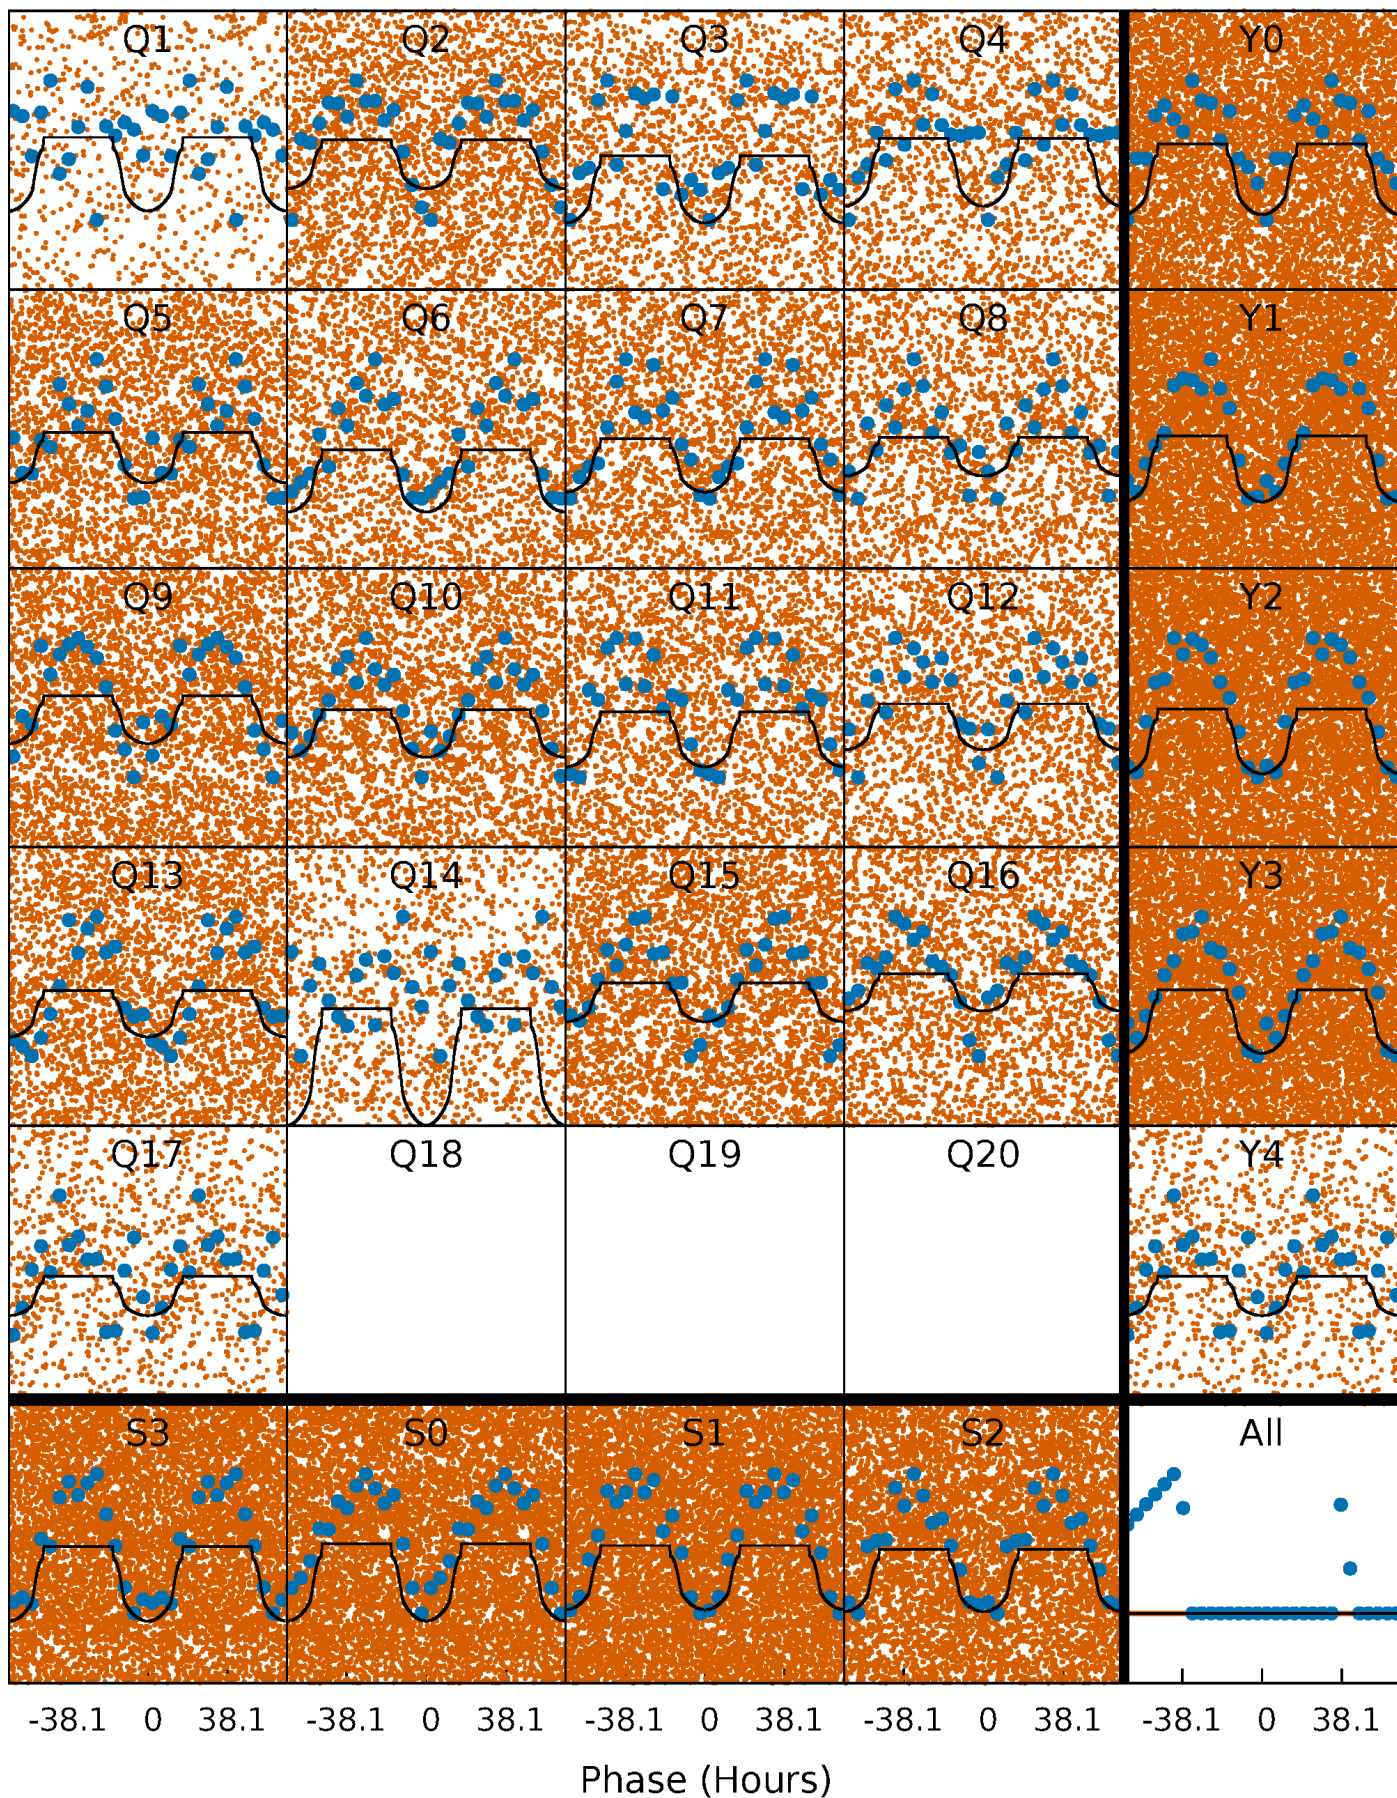 Q1 Q2 Q3 Q4 Y0
Q5 Q6 Q7 Q8 Y1
Q9 Q10 Q11 Q12 Y2
Q13 Q14 Q15 Q16 Y3
Q17 Q18 Q19 Q20 Y4
S3 S0 S1 S2 All
-38.1 0 38.1 -38.1 0 38.1 -38.1 0 38.1 -38.1 0 38.1 -38.1 0 38.1
Phase (Hours)